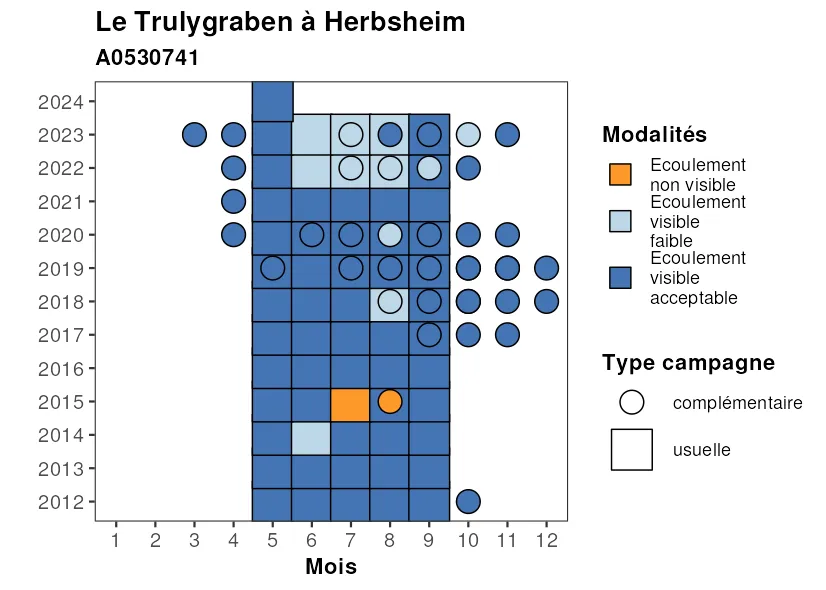 Le Trulygraben à Herbsheim
A0530741
2024
2023
2022
2021
2020
2019
2018
2017
2016
2015
2014
2013
2012
1 2 3 4 5 6 7 8 9 10 11 12
Mois
Modalités
Ecoulement
non visible
Ecoulement
visible
faible
Ecoulement
visible
acceptable
Type campagne
complémentaire
usuelle